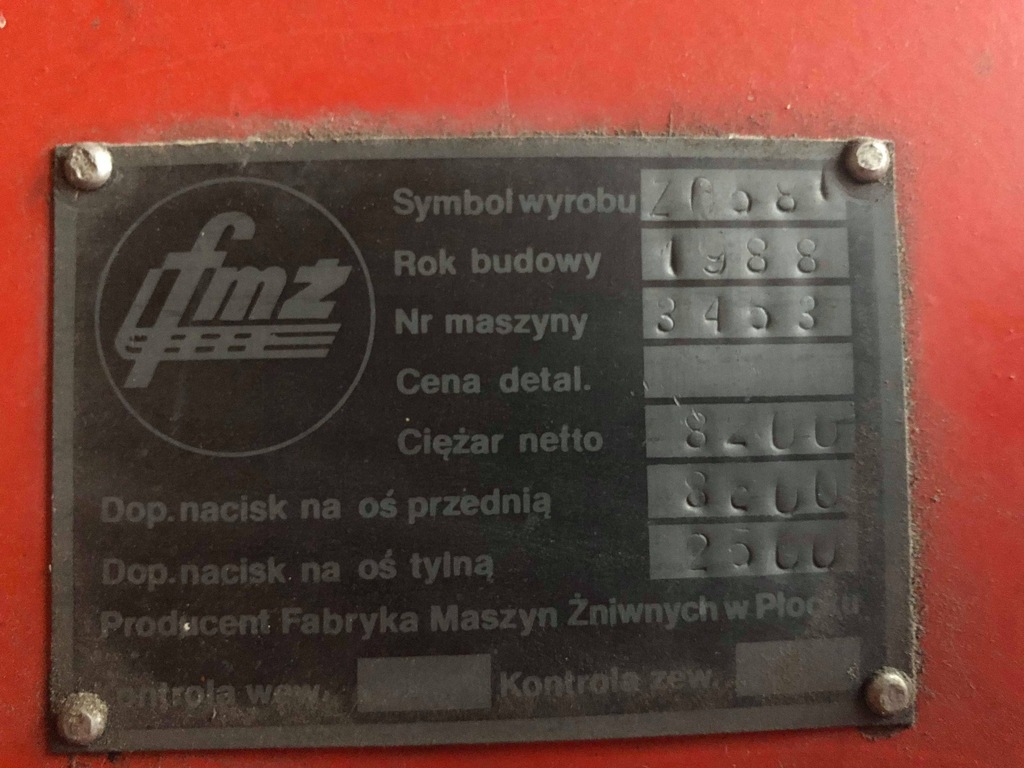 fmż
Symbol wyrobu
Rok budowy 1988
Nr maszyny 3453
Cena detal.
Ciężar netto 8200
Dop. nacisk na oś przednią 8200
Dop. nacisk na oś tylną 2500
Producent Fabryka Maszyn Żniwnych w Płocku
Kontrola wew. Kontrola zew.